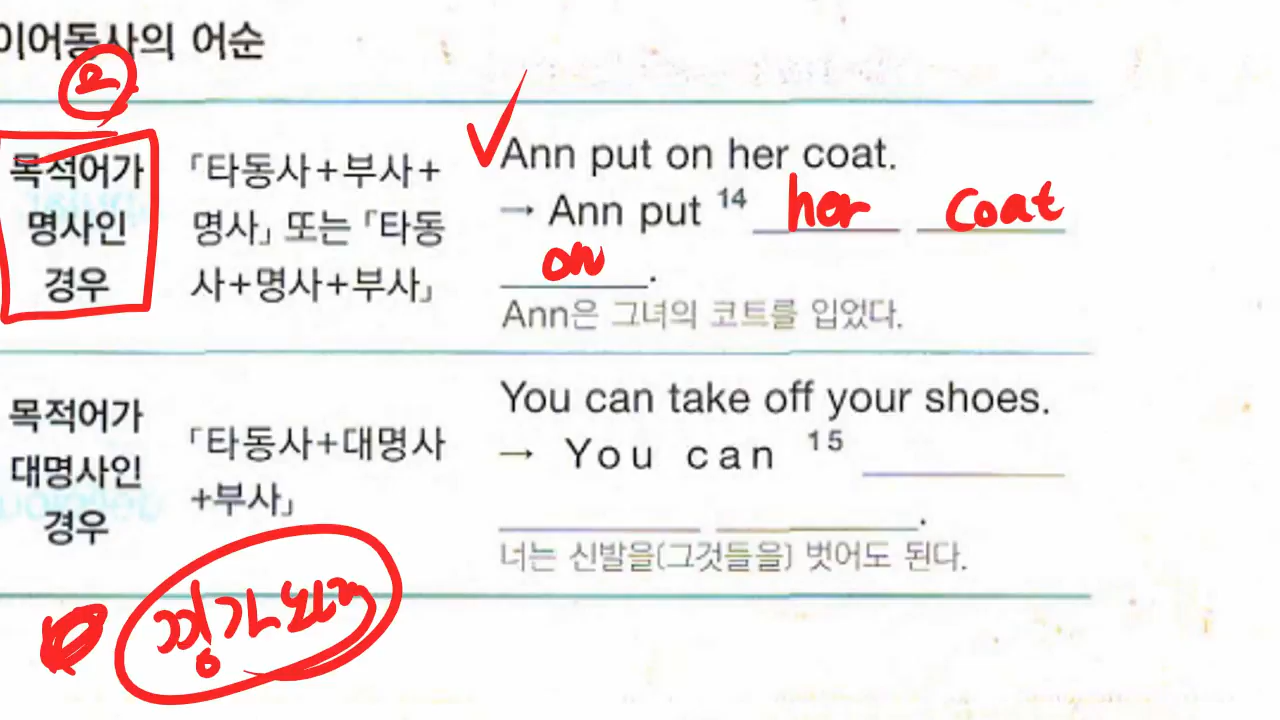 이어동사의 어순
목적어가
명사인
경우
「타동사+부사+
명사」 또는 「타동
사+명사+부사」
Ann put on her coat.
→ Ann put 14 her coat
on.
Ann은 그녀의 코트를 입었다.
목적어가
대명사인
경우
「타동사+대명사
+부사」
You can take off your shoes.
→ You can 15
.
너는 신발을(그것들을) 벗어도 된다.